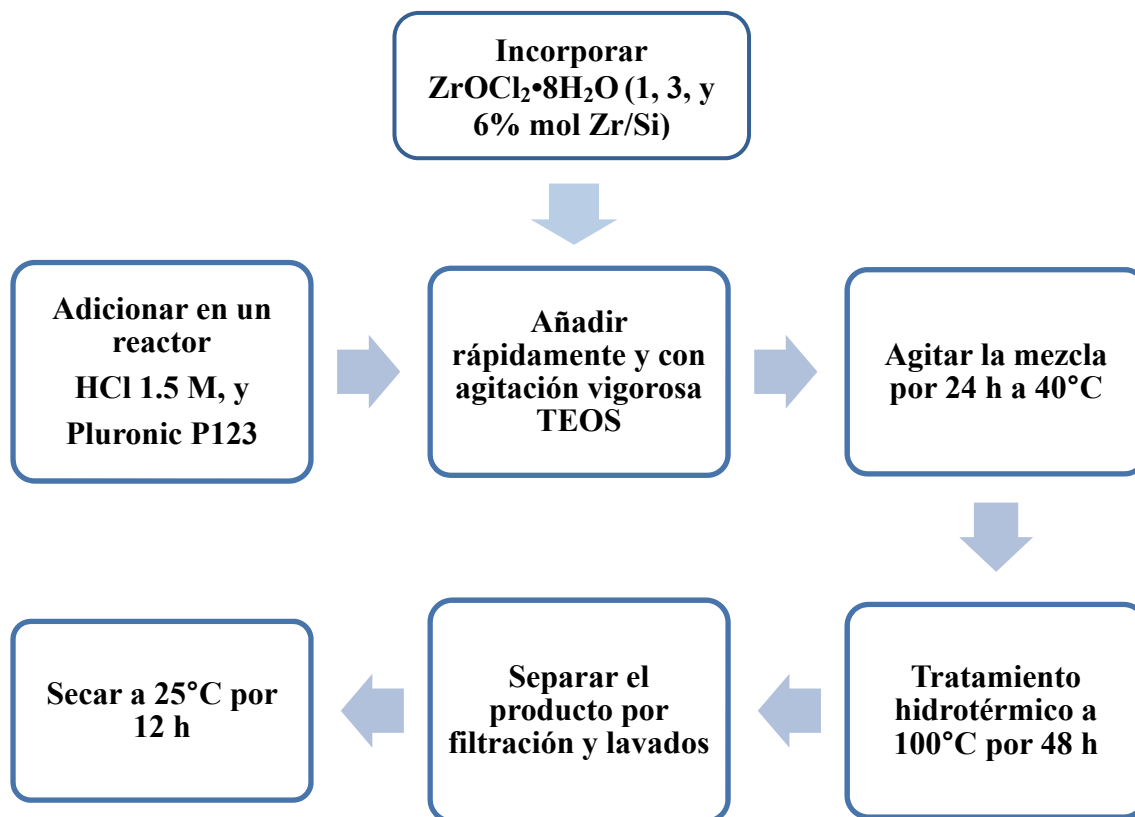 Incorporar
ZrOCl₂•8H₂O (1, 3, y
6% mol Zr/Si)
Adicionar en un
reactor
HCl 1.5 M, y
Pluronic P123
Añadir
rápidamente y con
agitación vigorosa
TEOS
Agitar la mezcla
por 24 h a 40°C
Tratamiento
hidrotérmico a
100°C por 48 h
Separar el
producto por
filtración y lavados
Secar a 25°C por
12 h